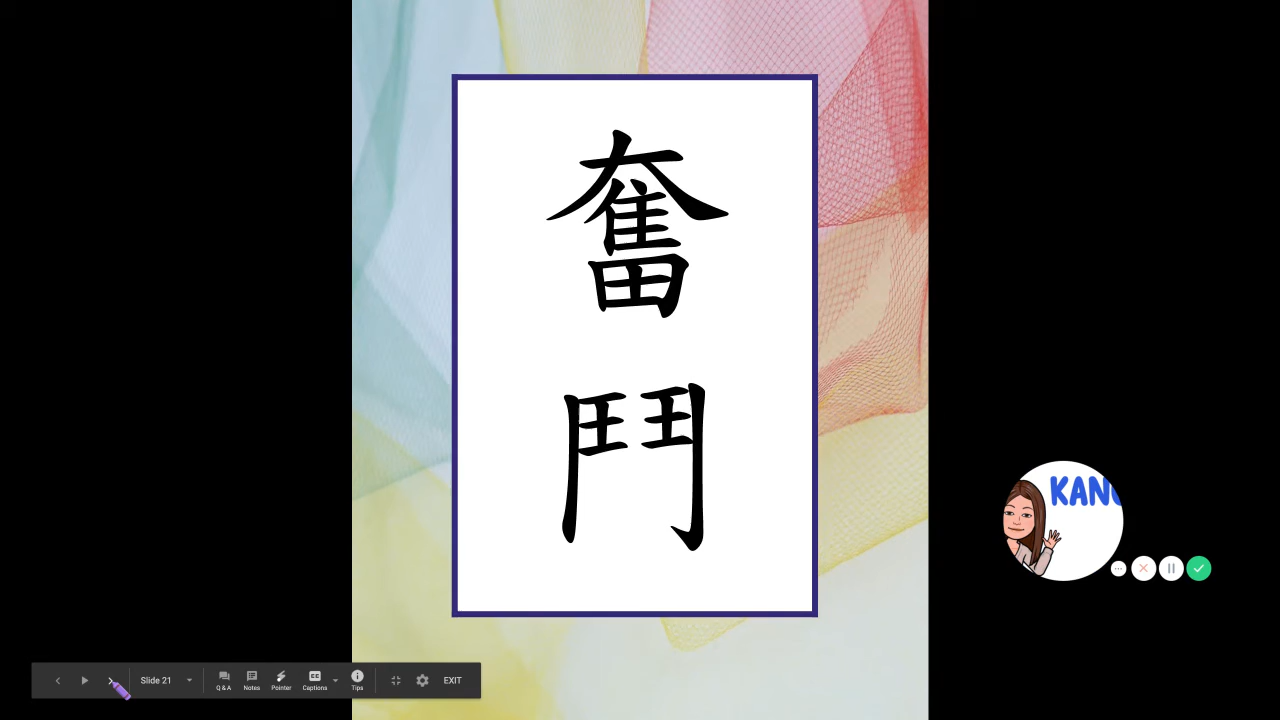 奮
鬥
KAN
Slide 21
Q & A
Notes
Pointer
Captions
Tips
EXIT